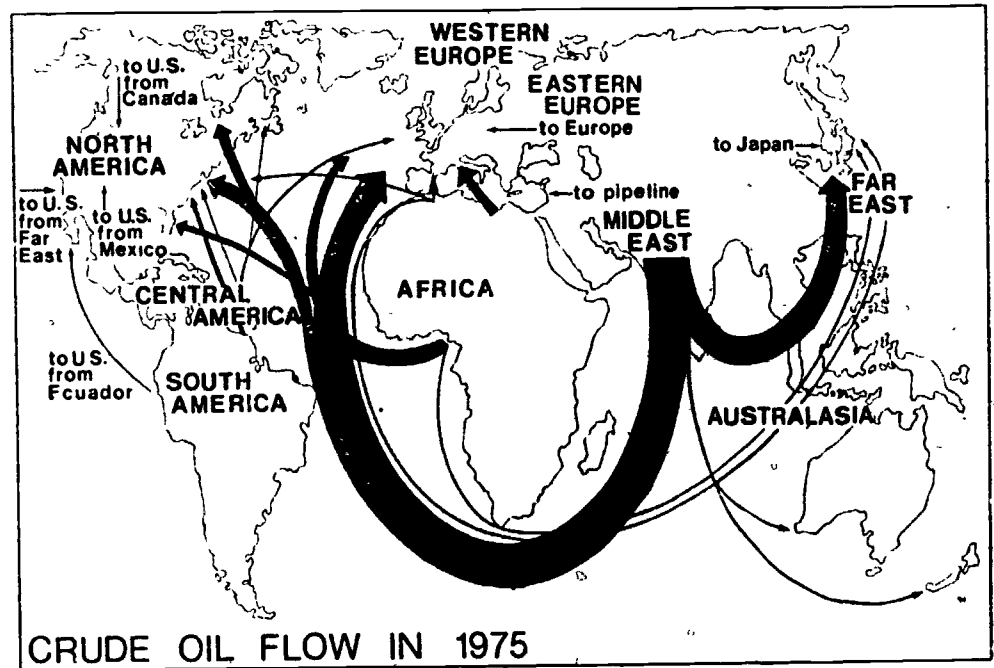 WESTERN
EUROPE
EASTERN
EUROPE
to Europe
to U.S.
from
Canada
NORTH
AMERICA
to Japan
FAR
EAST
to pipeline
MIDDLE
EAST
to U.S.
from
Far
East
to U.S.
from
Mexico
AFRICA
CENTRAL
AMERICA
to U.S.
from
Ecuador
SOUTH
AMERICA
AUSTRALASIA
CRUDE OIL FLOW IN 1975